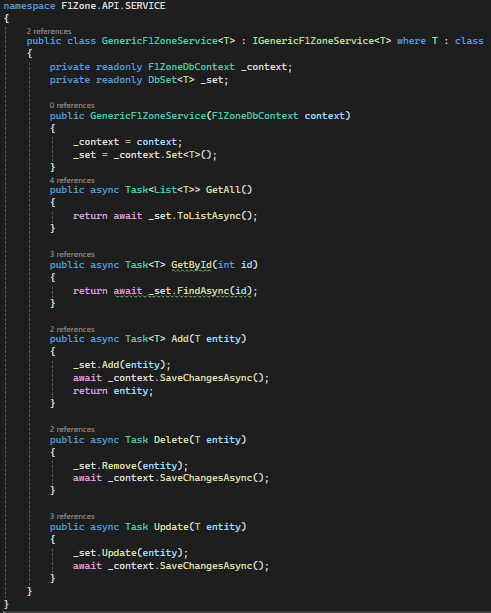 namespace F1Zone.API.SERVICE
{
2 references
public class GenericF1ZoneService<T> : IGenericF1ZoneService<T> where T : class
{
private readonly F1ZoneDbContext _context;
private readonly DbSet<T> _set;
0 references
public GenericF1ZoneService(F1ZoneDbContext context)
{
_context = context;
_set = _context.Set<T>();
}
4 references
public async Task<List<T>> GetAll()
{
return await _set.ToListAsync();
}
3 references
public async Task<T> GetById(int id)
{
return await _set.FindAsync(id);
}
2 references
public async Task<T> Add(T entity)
{
_set.Add(entity);
await _context.SaveChangesAsync();
return entity;
}
2 references
public async Task Delete(T entity)
{
_set.Remove(entity);
await _context.SaveChangesAsync();
}
3 references
public async Task Update(T entity)
{
_set.Update(entity);
await _context.SaveChangesAsync();
}
}
}